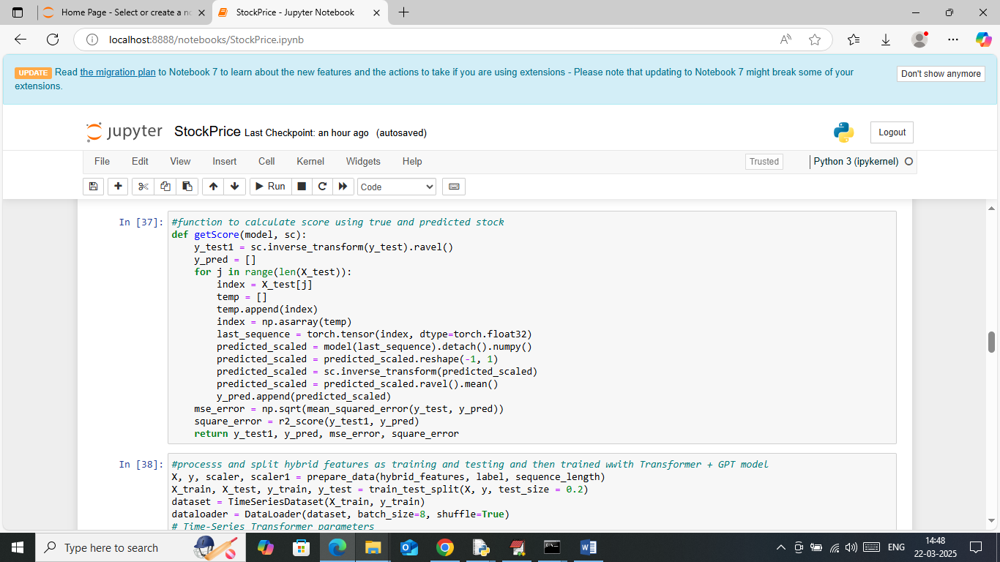 Home Page - Select or create a no
StockPrice - Jupyter Notebook
localhost:8888/notebooks/StockPrice.ipynb
UPDATE Read the migration plan to Notebook 7 to learn about the new features and the actions to take if you are using extensions - Please note that updating to Notebook 7 might break some of your
extensions.
Don't show anymore
jupyter StockPrice Last Checkpoint: an hour ago (autosaved)
Logout
File Edit View Insert Cell Kernel Widgets Help
Trusted
Python 3 (ipykernel)
Run
Code
In [37]:
#function to calculate score using true and predicted stock
def getScore(model, sc):
    y_test1 = sc.inverse_transform(y_test).ravel()
    y_pred = []
    for j in range(len(X_test)):
        index = X_test[j]
        temp = []
        temp.append(index)
        index = np.asarray(temp)
        last_sequence = torch.tensor(index, dtype=torch.float32)
        predicted_scaled = model(last_sequence).detach().numpy()
        predicted_scaled = predicted_scaled.reshape(-1, 1)
        predicted_scaled = sc.inverse_transform(predicted_scaled)
        predicted_scaled = predicted_scaled.ravel().mean()
        y_pred.append(predicted_scaled)
    mse_error = np.sqrt(mean_squared_error(y_test, y_pred))
    square_error = r2_score(y_test1, y_pred)
    return y_test1, y_pred, mse_error, square_error
In [38]:
#processs and split hybrid features as training and testing and then trained wwith Transformer + GPT model
X, y, scaler, scaler1 = prepare_data(hybrid_features, label, sequence_length)
X_train, X_test, y_train, y_test = train_test_split(X, y, test_size = 0.2)
dataset = TimeSeriesDataset(X_train, y_train)
dataloader = DataLoader(dataset, batch_size=8, shuffle=True)
# Time-Series Transformer parameters
Type here to search
ENG
14:48
22-03-2025